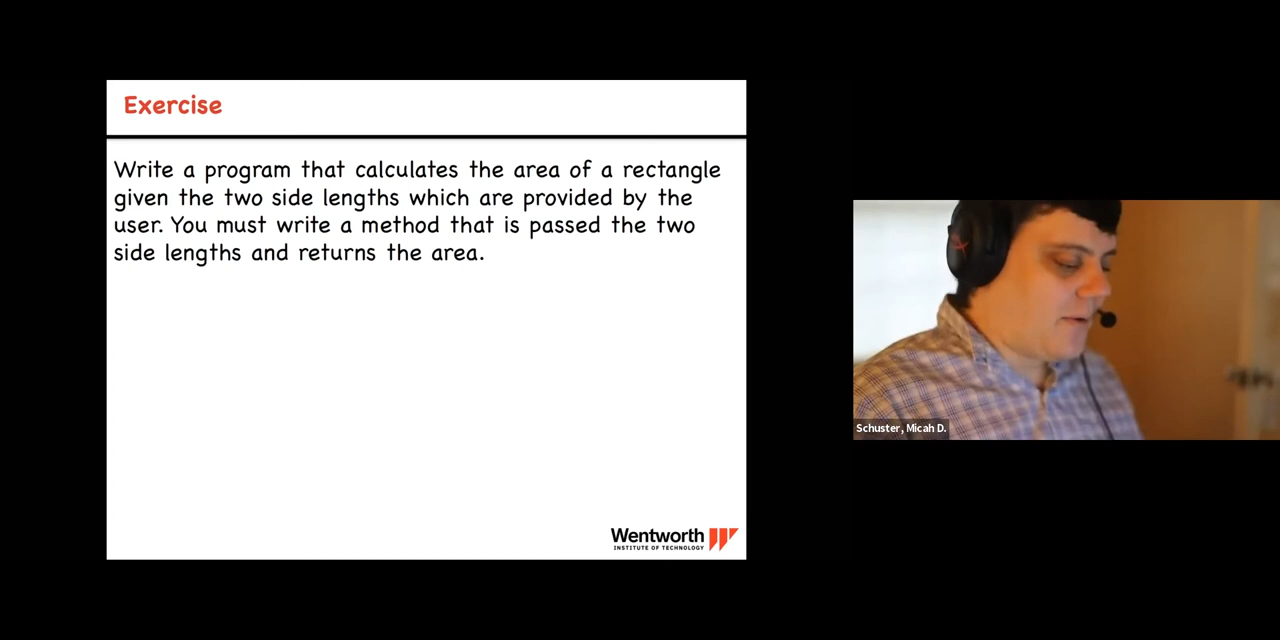 Exercise
Write a program that calculates the area of a rectangle
given the two side lengths which are provided by the
user. You must write a method that is passed the two
side lengths and returns the area.
Wentworth
INSTITUTE OF TECHNOLOGY
Schuster, Micah D.